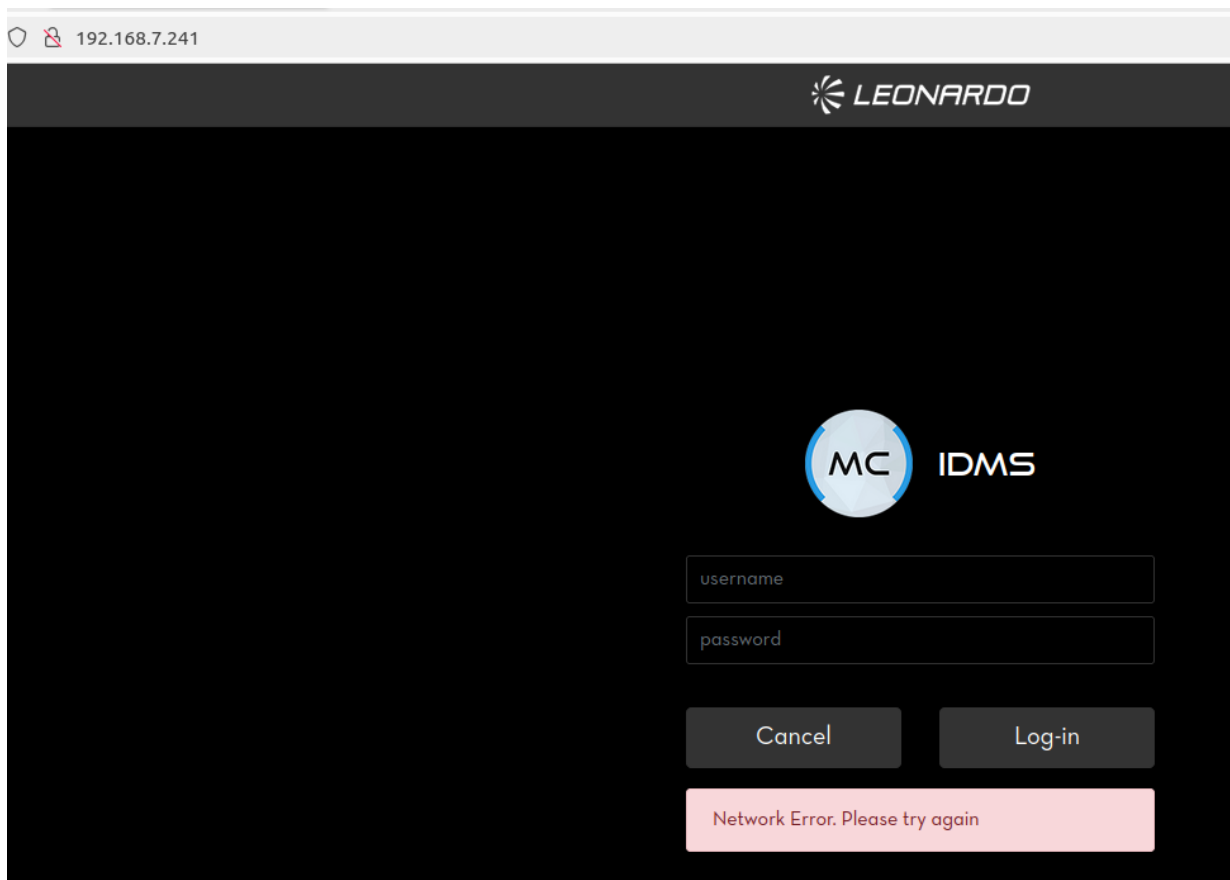 192.168.7.241
LEONARDO
MC IDMS
username
password
Cancel Log-in
Network Error. Please try again